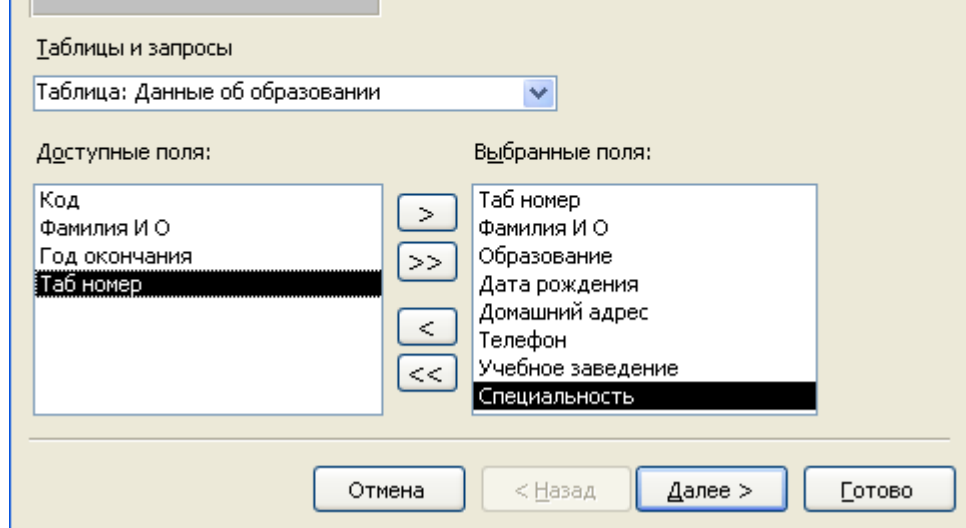 Таблицы и запросы
Таблица: Данные об образовании
Доступные поля:
Выбранные поля:
Код
Фамилия И О
Год окончания
Таб номер
>
>>
<
<<
Таб номер
Фамилия И О
Образование
Дата рождения
Домашний адрес
Телефон
Учебное заведение
Специальность
Отмена
< Назад
Далее >
Готово